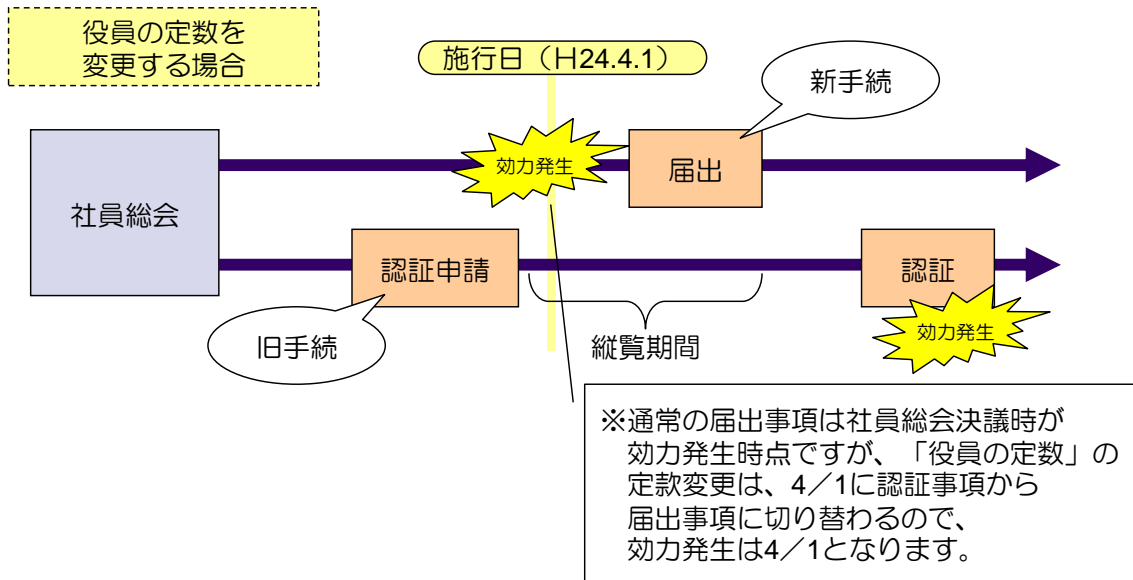 役員の定数を
変更する場合
施行日（H24.4.1）
新手続
効力発生
届出
社員総会
認証申請
認証
効力発生
旧手続
縦覧期間
※通常の届出事項は社員総会決議時が
効力発生時点ですが、「役員の定数」の
定款変更は、4／1に認証事項から
届出事項に切り替わるので、
効力発生は4／1となります。